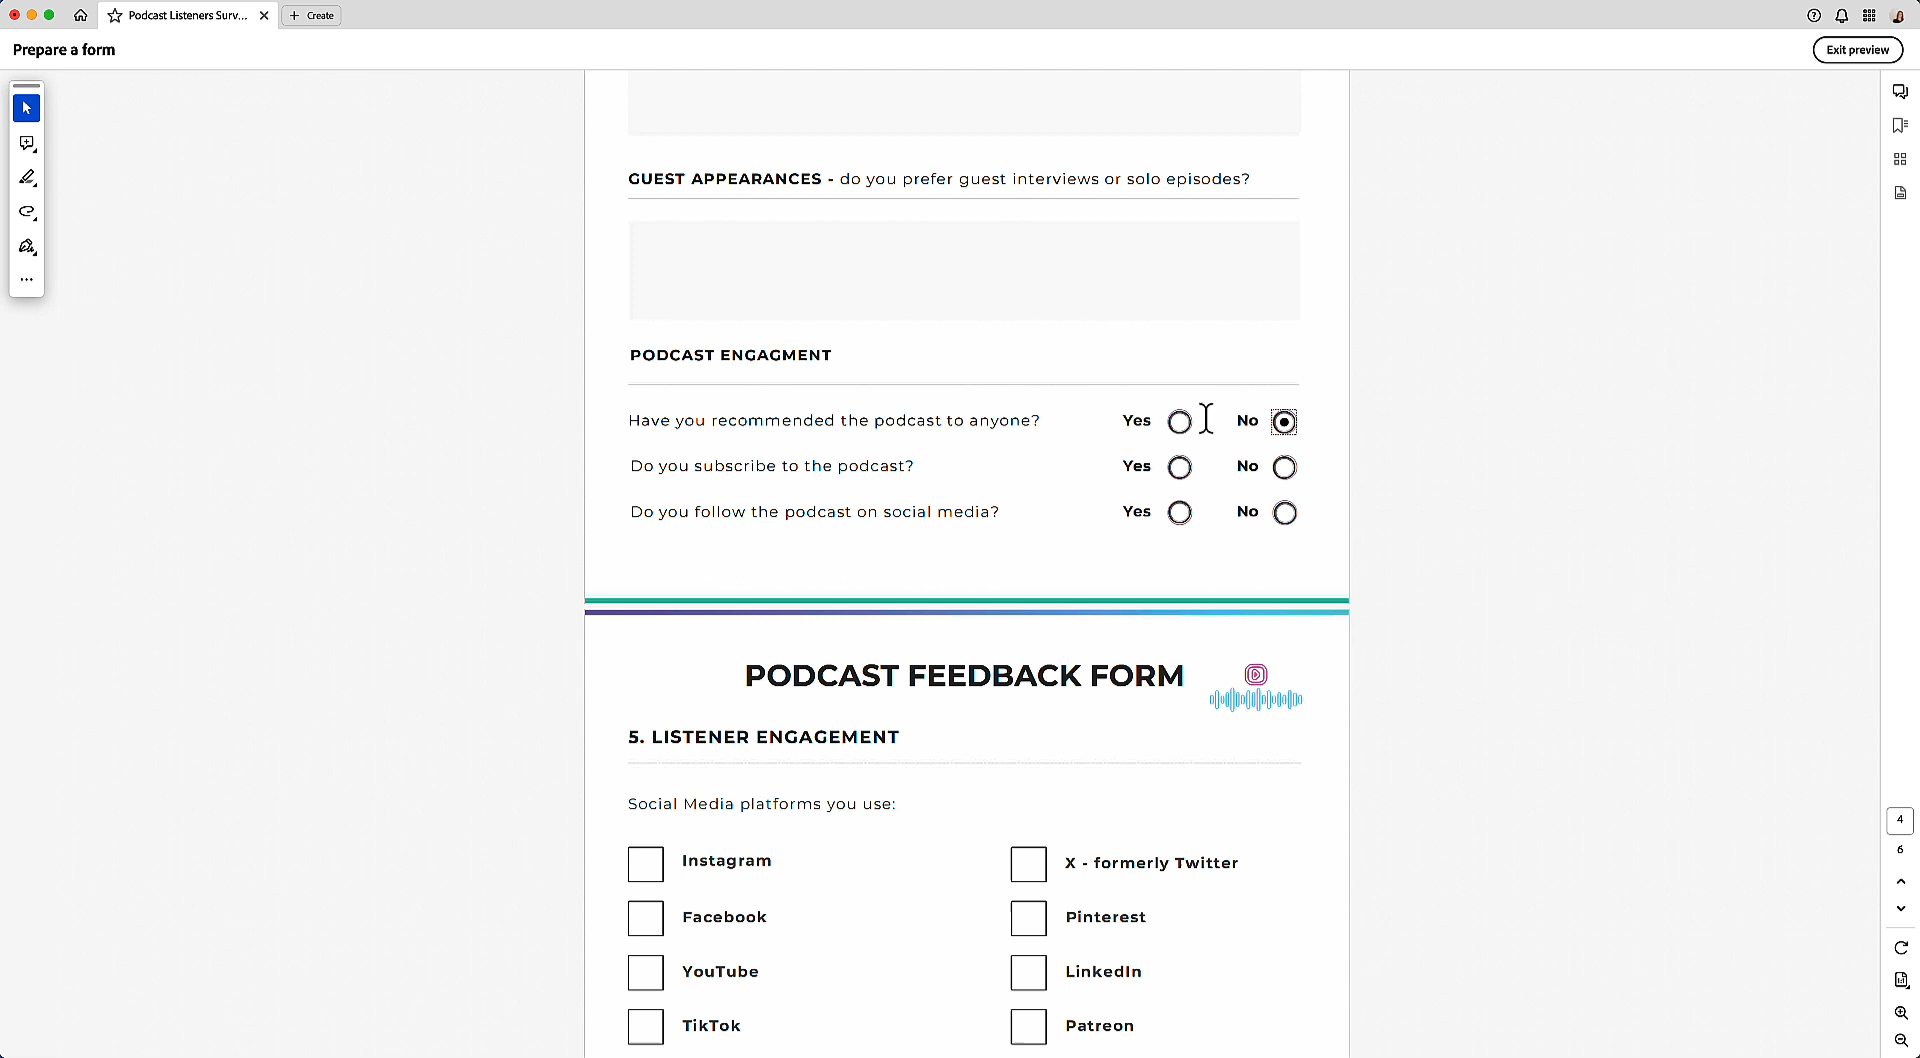 Podcast Listeners Surv...
Create
Prepare a form
Exit preview
GUEST APPEARANCES - do you prefer guest interviews or solo episodes?
PODCAST ENGAGMENT
Have you recommended the podcast to anyone? Yes No
Do you subscribe to the podcast? Yes No
Do you follow the podcast on social media? Yes No
PODCAST FEEDBACK FORM
5. LISTENER ENGAGEMENT
Social Media platforms you use:
Instagram X - formerly Twitter
Facebook Pinterest
YouTube LinkedIn
TikTok Patreon
4
6